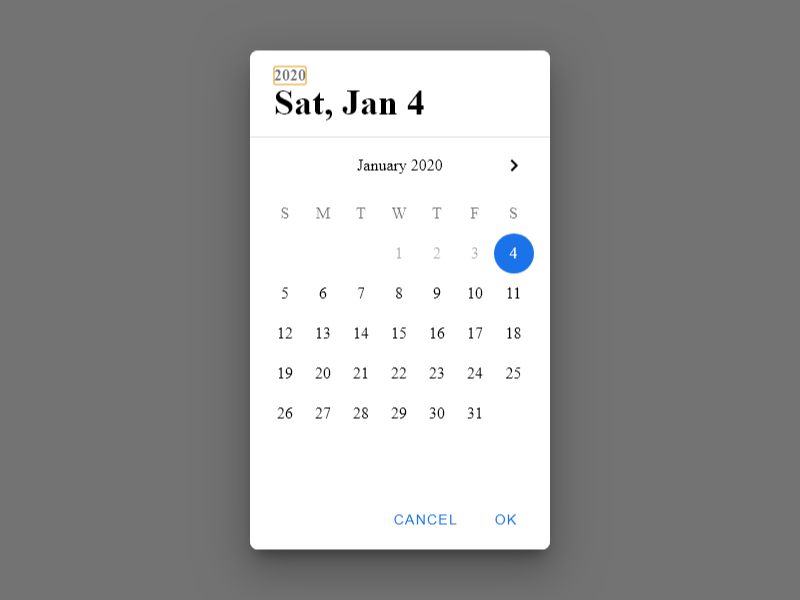 2020
Sat, Jan 4
January 2020
S M T W T F S
1 2 3 4
5 6 7 8 9 10 11
12 13 14 15 16 17 18
19 20 21 22 23 24 25
26 27 28 29 30 31
CANCEL OK